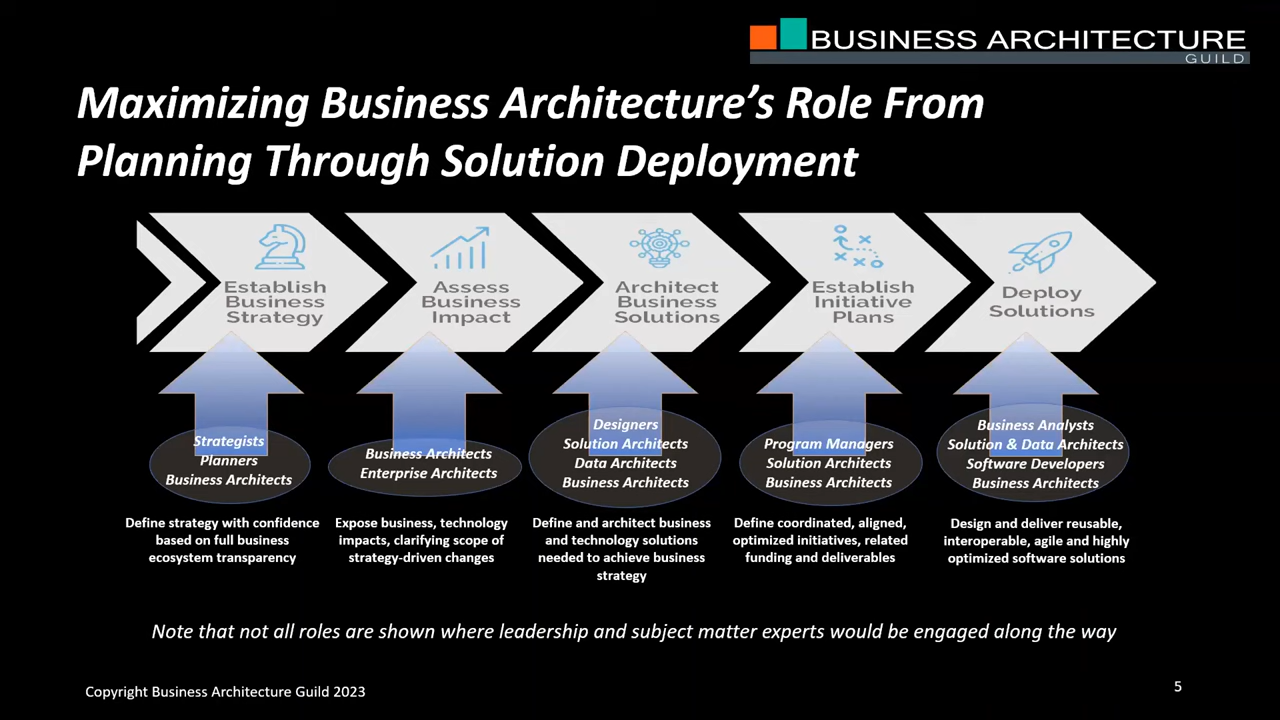 BUSINESS ARCHITECTURE
GUILD
Maximizing Business Architecture’s Role From
Planning Through Solution Deployment
Establish
Business
Strategy
Assess
Business
Impact
Architect
Business
Solutions
Establish
Initiative
Plans
Deploy
Solutions
Strategists
Planners
Business Architects
Business Architects
Enterprise Architects
Designers
Solution Architects
Data Architects
Business Architects
Program Managers
Solution Architects
Business Architects
Business Analysts
Solution & Data Architects
Software Developers
Business Architects
Define strategy with confidence
based on full business
ecosystem transparency
Expose business, technology
impacts, clarifying scope of
strategy-driven changes
Define and architect business
and technology solutions
needed to achieve business
strategy
Define coordinated, aligned,
optimized initiatives, related
funding and deliverables
Design and deliver reusable,
interoperable, agile and highly
optimized software solutions
Note that not all roles are shown where leadership and subject matter experts would be engaged along the way
Copyright Business Architecture Guild 2023
5